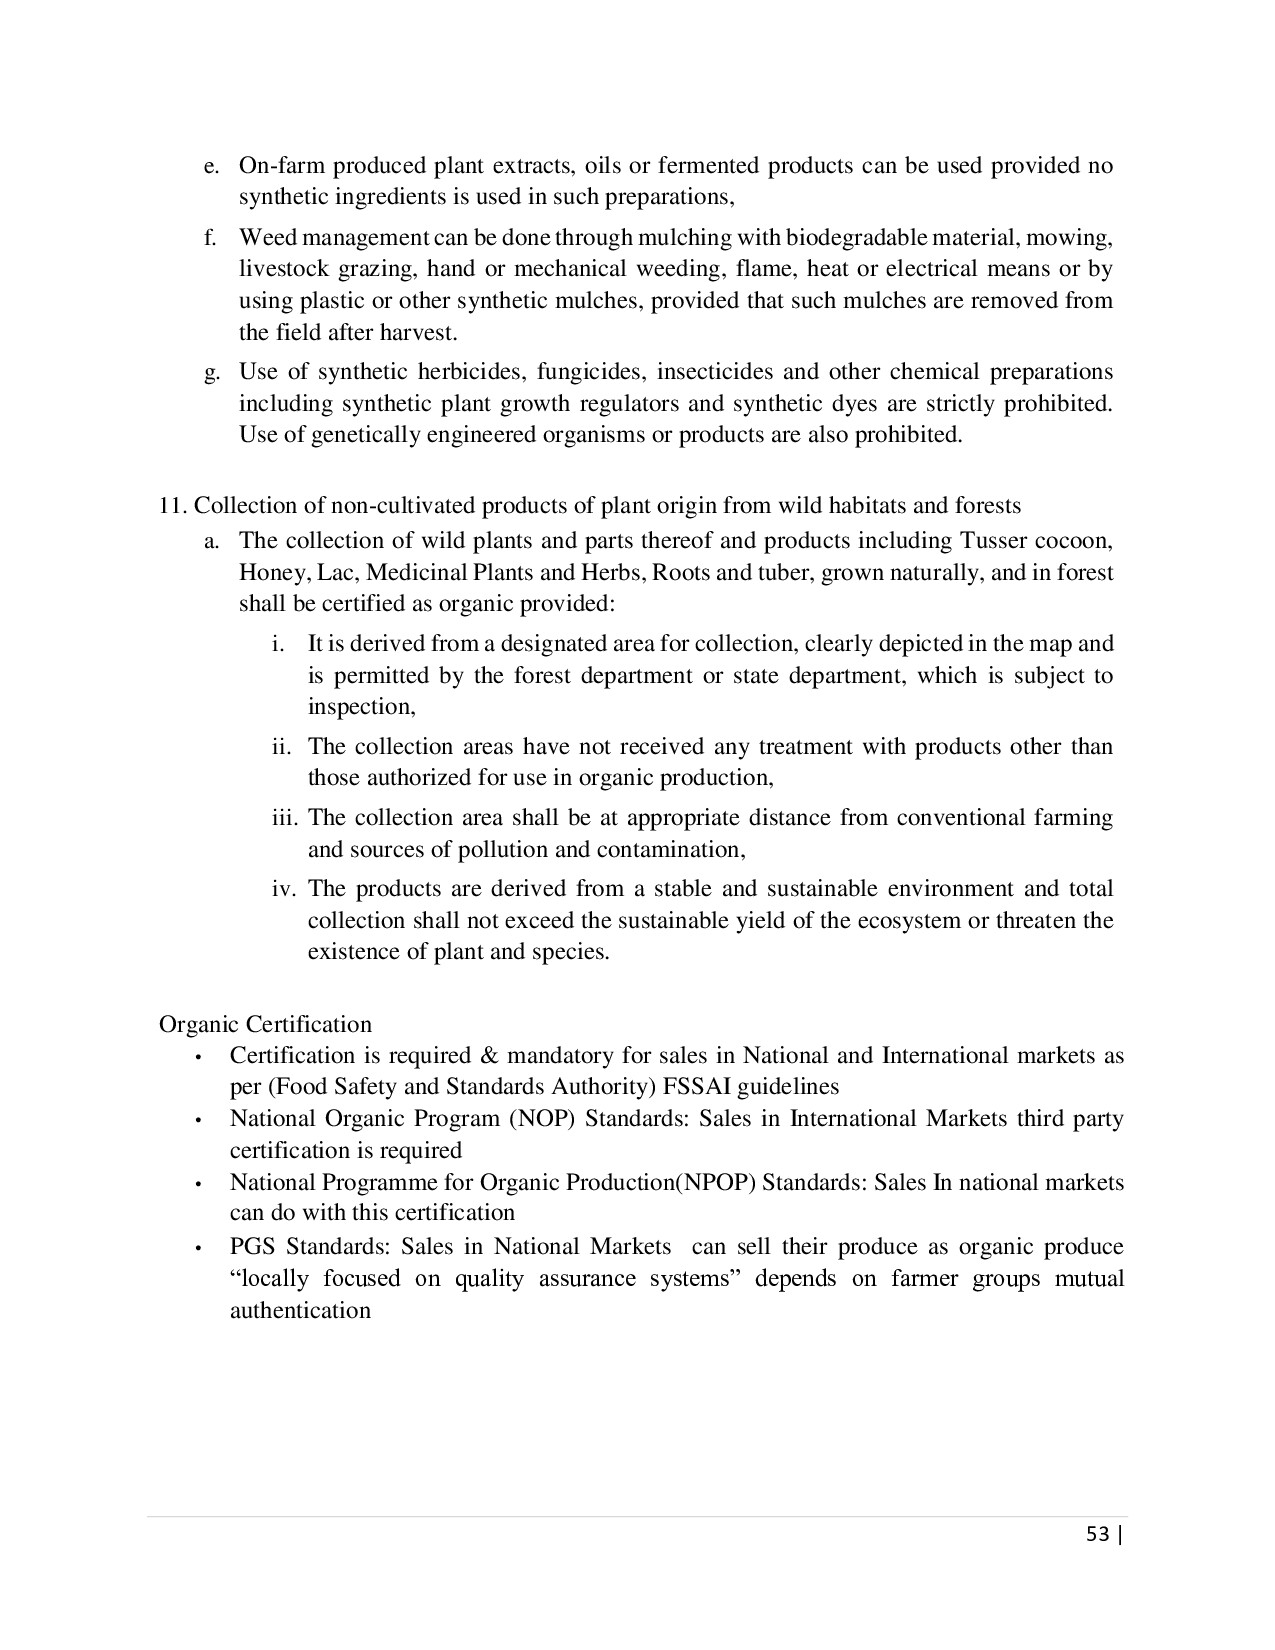 e. On-farm produced plant extracts, oils or fermented products can be used provided no
synthetic ingredients is used in such preparations,
f. Weed management can be done through mulching with biodegradable material, mowing,
livestock grazing, hand or mechanical weeding, flame, heat or electrical means or by
using plastic or other synthetic mulches, provided that such mulches are removed from
the field after harvest.
g. Use of synthetic herbicides, fungicides, insecticides and other chemical preparations
including synthetic plant growth regulators and synthetic dyes are strictly prohibited.
Use of genetically engineered organisms or products are also prohibited.
11. Collection of non-cultivated products of plant origin from wild habitats and forests
a. The collection of wild plants and parts thereof and products including Tusser cocoon,
Honey, Lac, Medicinal Plants and Herbs, Roots and tuber, grown naturally, and in forest
shall be certified as organic provided:
i. It is derived from a designated area for collection, clearly depicted in the map and
is permitted by the forest department or state department, which is subject to
inspection,
ii. The collection areas have not received any treatment with products other than
those authorized for use in organic production,
iii. The collection area shall be at appropriate distance from conventional farming
and sources of pollution and contamination,
iv. The products are derived from a stable and sustainable environment and total
collection shall not exceed the sustainable yield of the ecosystem or threaten the
existence of plant and species.
Organic Certification
• Certification is required & mandatory for sales in National and International markets as
per (Food Safety and Standards Authority) FSSAI guidelines
• National Organic Program (NOP) Standards: Sales in International Markets third party
certification is required
• National Programme for Organic Production(NPOP) Standards: Sales In national markets
can do with this certification
• PGS Standards: Sales in National Markets can sell their produce as organic produce
“locally focused on quality assurance systems” depends on farmer groups mutual
authentication
53 |